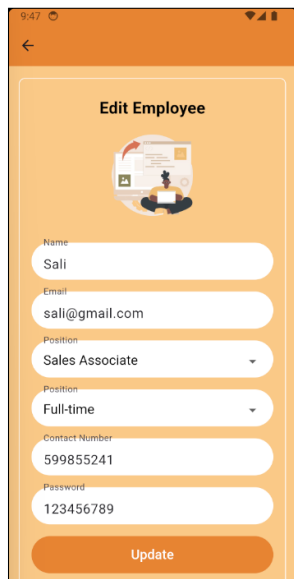 9:47
Edit Employee
Name
Sali
Email
sali@gmail.com
Position
Sales Associate
Position
Full-time
Contact Number
599855241
Password
123456789
Update